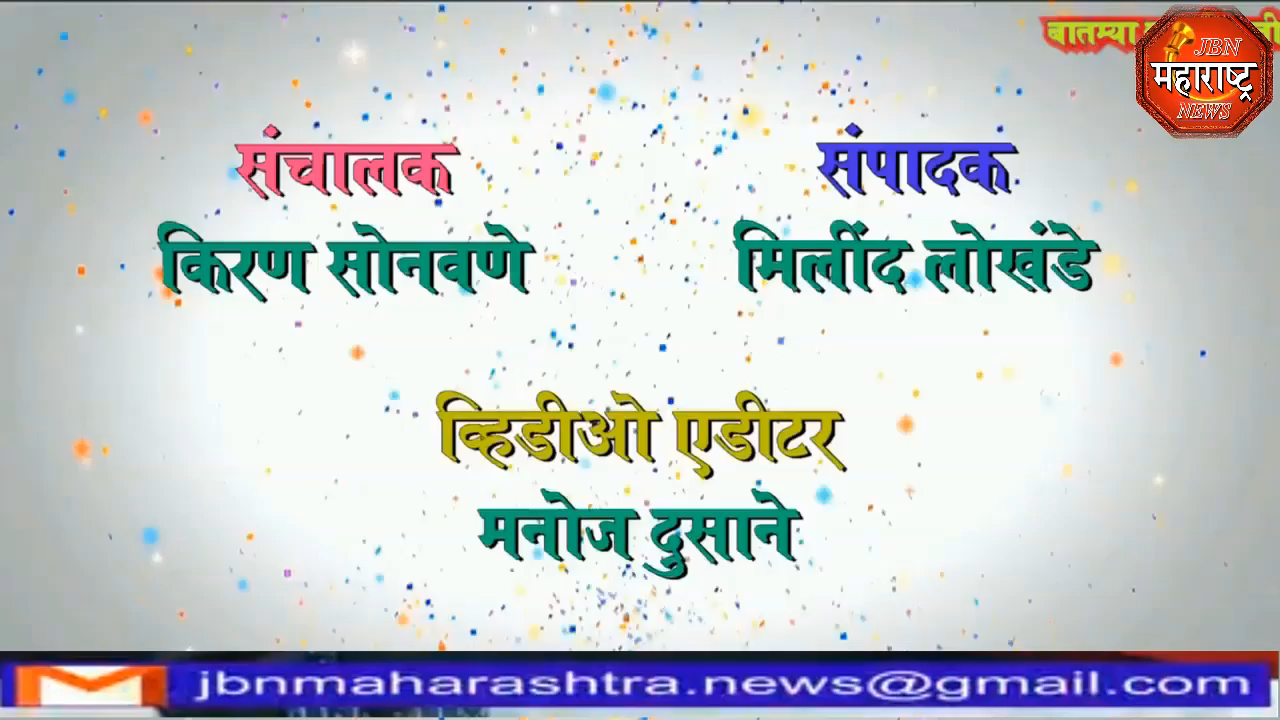 बातम्या
JBN
महाराष्ट्र
NEWS
संचालक
किरण सोनवणे
संपादक
मिलींद लोखंडे
व्हिडीओ एडीटर
मनोज दुसाने
jbnmaharashtra.news@gmail.com